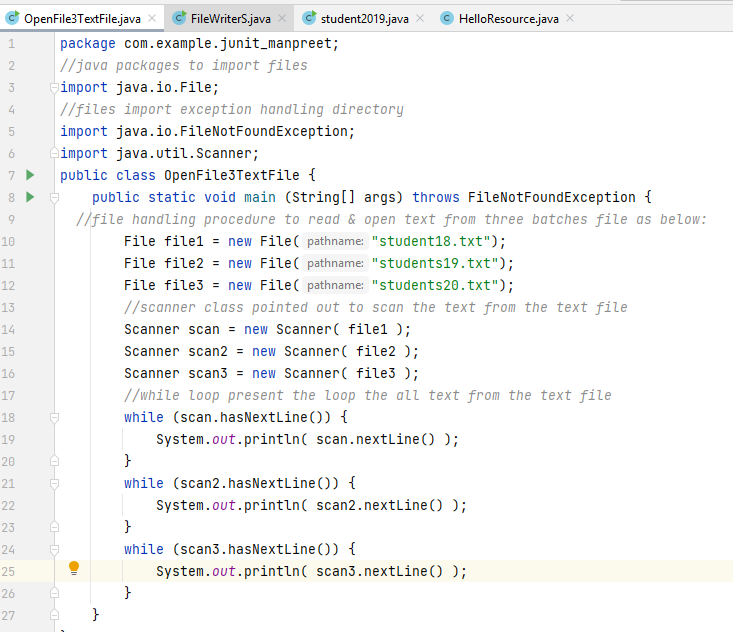 OpenFile3TextFile.java × FileWriterS.java × student2019.java × HelloResource.java ×
1 package com.example.junit_manpreet;
2 //java packages to import files
3 import java.io.File;
4 //files import exception handling directory
5 import java.io.FileNotFoundException;
6 import java.util.Scanner;
7 public class OpenFile3TextFile {
8 public static void main (String[] args) throws FileNotFoundException {
9 //file handling procedure to read & open text from three batches file as below:
10 File file1 = new File( pathname: "student18.txt");
11 File file2 = new File( pathname: "students19.txt");
12 File file3 = new File( pathname: "students20.txt");
13 //scanner class pointed out to scan the text from the text file
14 Scanner scan = new Scanner( file1 );
15 Scanner scan2 = new Scanner( file2 );
16 Scanner scan3 = new Scanner( file3 );
17 //while loop present the loop the all text from the text file
18 while (scan.hasNextLine()) {
19 System.out.println( scan.nextLine() );
20 }
21 while (scan2.hasNextLine()) {
22 System.out.println( scan2.nextLine() );
23 }
24 while (scan3.hasNextLine()) {
25 System.out.println( scan3.nextLine() );
26 }
27 }